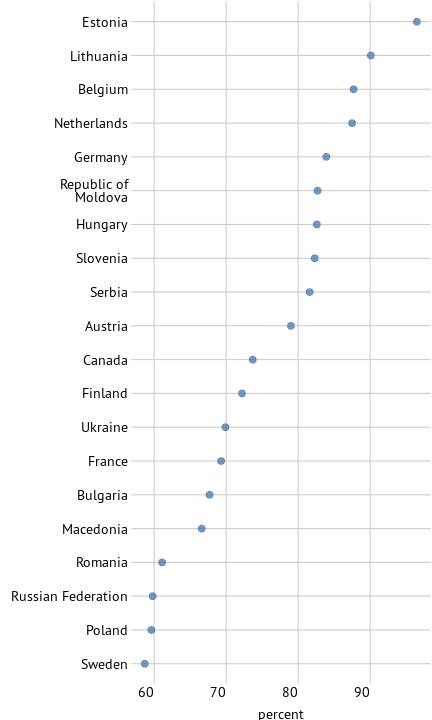 Estonia
Lithuania
Belgium
Netherlands
Germany
Republic of
Moldova
Hungary
Slovenia
Serbia
Austria
Canada
Finland
Ukraine
France
Bulgaria
Macedonia
Romania
Russian Federation
Poland
Sweden
60 70 80 90
percent